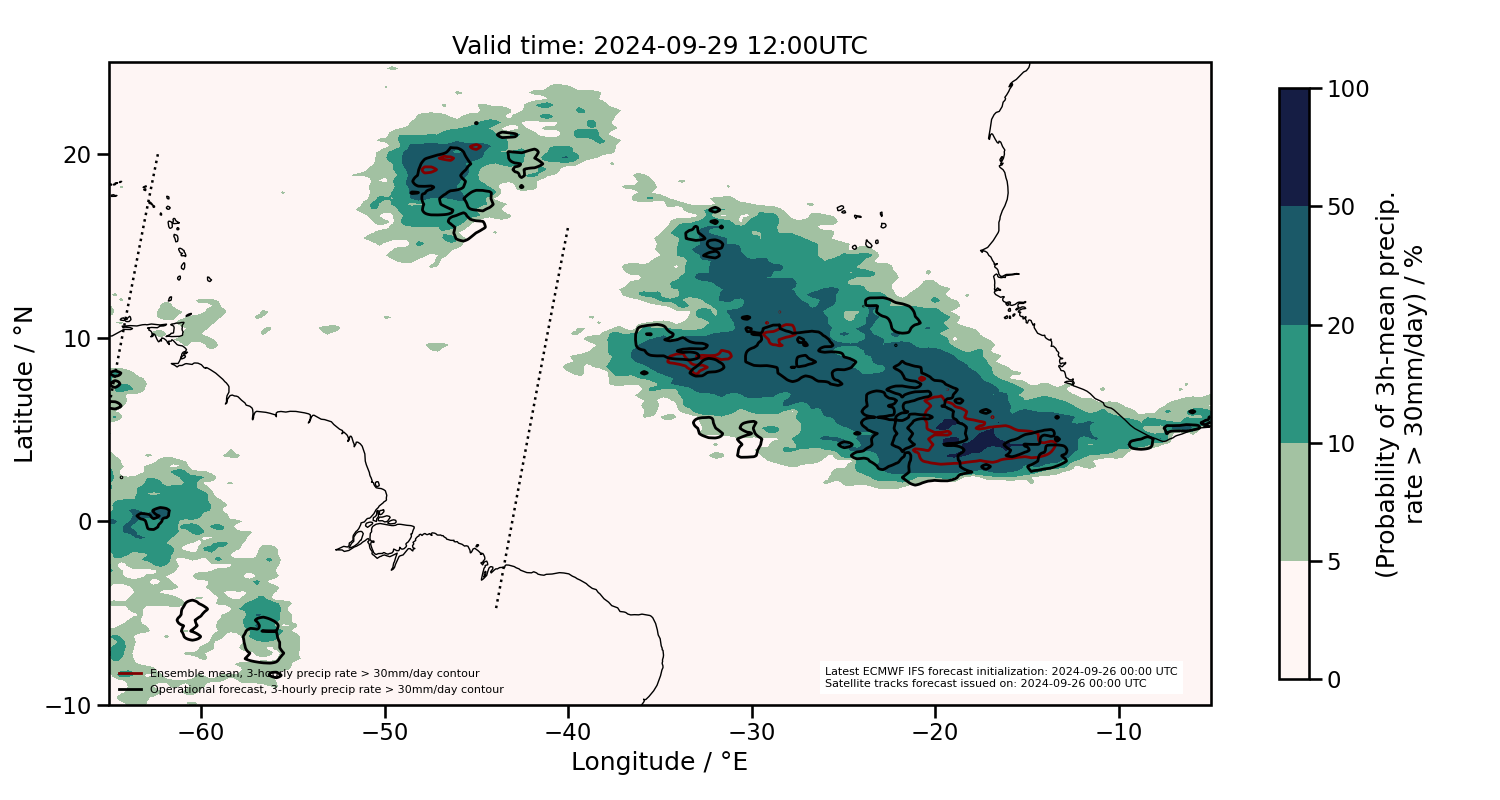 Valid time: 2024-09-29 12:00UTC
Latitude / °N
20
10
0
−10
−60
−50
−40
−30
−20
−10
Longitude / °E
Ensemble mean, 3-hourly precip rate > 30mm/day contour
Operational forecast, 3-hourly precip rate > 30mm/day contour
Latest ECMWF IFS forecast initialization: 2024-09-26 00:00 UTC
Satellite tracks forecast issued on: 2024-09-26 00:00 UTC
100
50
20
10
5
0
(Probability of 3h-mean precip.
rate > 30mm/day) / %